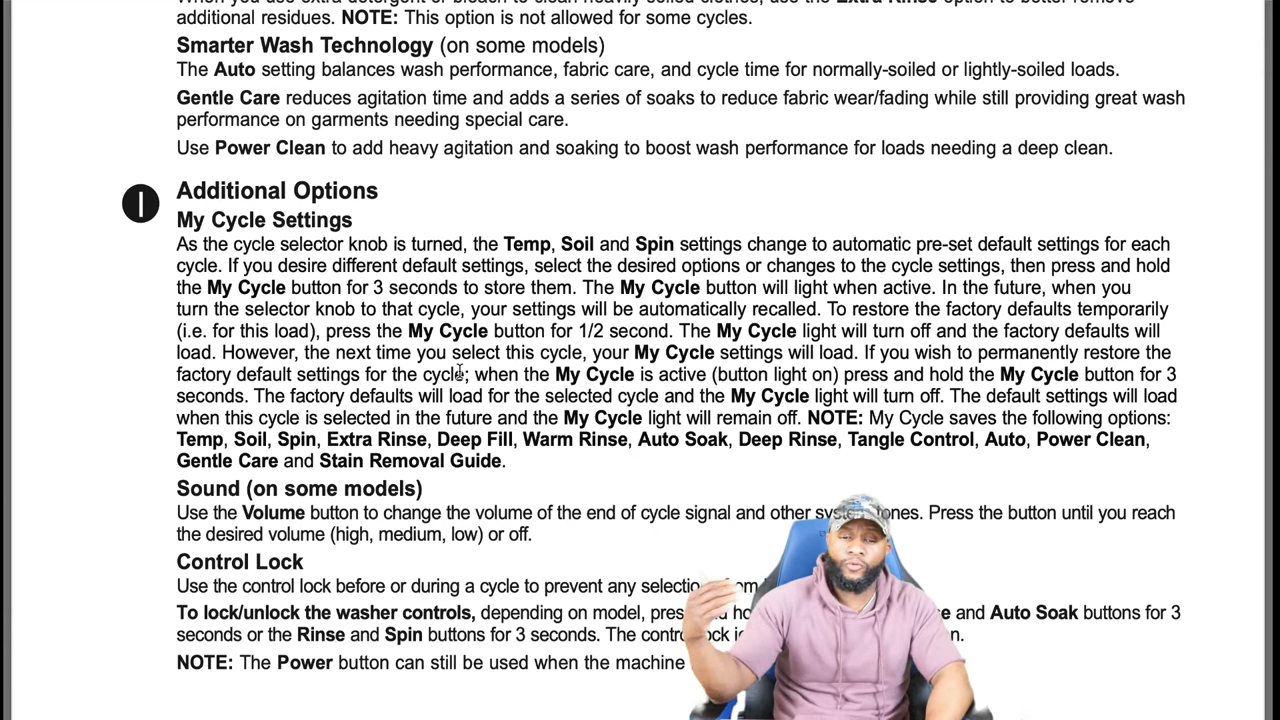 additional residues. NOTE: This option is not allowed for some cycles.
Smarter Wash Technology (on some models)
The Auto setting balances wash performance, fabric care, and cycle time for normally-soiled or lightly-soiled loads.
Gentle Care reduces agitation time and adds a series of soaks to reduce fabric wear/fading while still providing great wash
performance on garments needing special care.
Use Power Clean to add heavy agitation and soaking to boost wash performance for loads needing a deep clean.
I Additional Options
My Cycle Settings
As the cycle selector knob is turned, the Temp, Soil and Spin settings change to automatic pre-set default settings for each
cycle. If you desire different default settings, select the desired options or changes to the cycle settings, then press and hold
the My Cycle button for 3 seconds to store them. The My Cycle button will light when active. In the future, when you
turn the selector knob to that cycle, your settings will be automatically recalled. To restore the factory defaults temporarily
(i.e. for this load), press the My Cycle button for 1/2 second. The My Cycle light will turn off and the factory defaults will
load. However, the next time you select this cycle, your My Cycle settings will load. If you wish to permanently restore the
factory default settings for the cycle; when the My Cycle is active (button light on) press and hold the My Cycle button for 3
seconds. The factory defaults will load for the selected cycle and the My Cycle light will turn off. The default settings will load
when this cycle is selected in the future and the My Cycle light will remain off. NOTE: My Cycle saves the following options:
Temp, Soil, Spin, Extra Rinse, Deep Fill, Warm Rinse, Auto Soak, Deep Rinse, Tangle Control, Auto, Power Clean,
Gentle Care and Stain Removal Guide.
Sound (on some models)
Use the Volume button to change the volume of the end of cycle signal and other system tones. Press the button until you reach
the desired volume (high, medium, low) or off.
Control Lock
Use the control lock before or during a cycle to prevent any
To lock/unlock the washer controls, depending on model, and Auto Soak buttons for 3
seconds or the Rinse and Spin buttons for 3 seconds. The
NOTE: The Power button can still be used when the machine